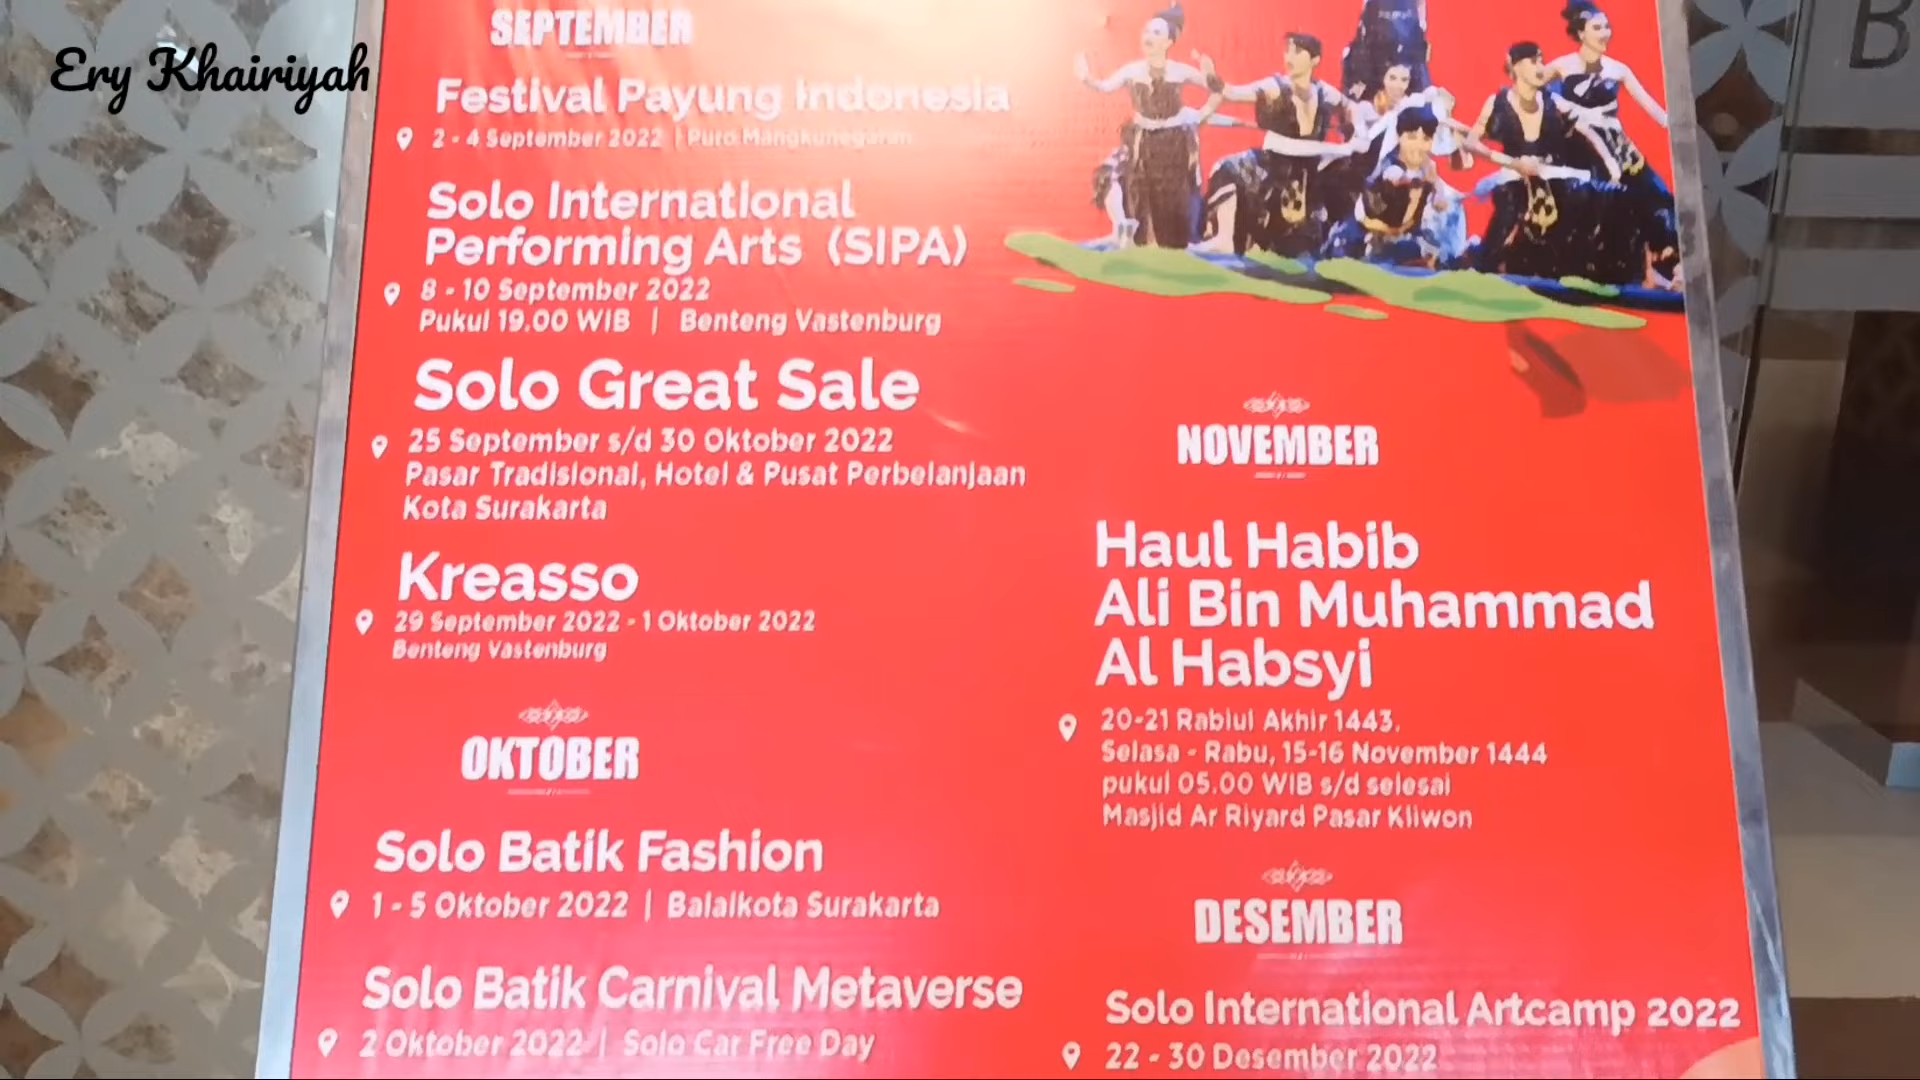 Ery Khairiyah
SEPTEMBER
Festival Payung Indonesia
2 - 4 September 2022 | Puro Mangkunegaran
Solo International
Performing Arts (SIPA)
8 - 10 September 2022
Pukul 19.00 WIB | Benteng Vastenburg
Solo Great Sale
25 September s/d 30 Oktober 2022
Pasar Tradisional, Hotel & Pusat Perbelanjaan
Kota Surakarta
Kreasso
29 September 2022 - 1 Oktober 2022
Benteng Vastenburg
OKTOBER
Solo Batik Fashion
1 - 5 Oktober 2022 | Balaikota Surakarta
Solo Batik Carnival Metaverse
2 Oktober 2022 | Solo Car Free Day
NOVEMBER
Haul Habib
Ali Bin Muhammad
Al Habsyi
20-21 Rabiul Akhir 1443.
Selasa - Rabu, 15-16 November 1444
pukul 05.00 WIB s/d selesai
Masjid Ar Riyard Pasar Kliwon
DESEMBER
Solo International Artcamp 2022
22 - 30 Desember 2022
B